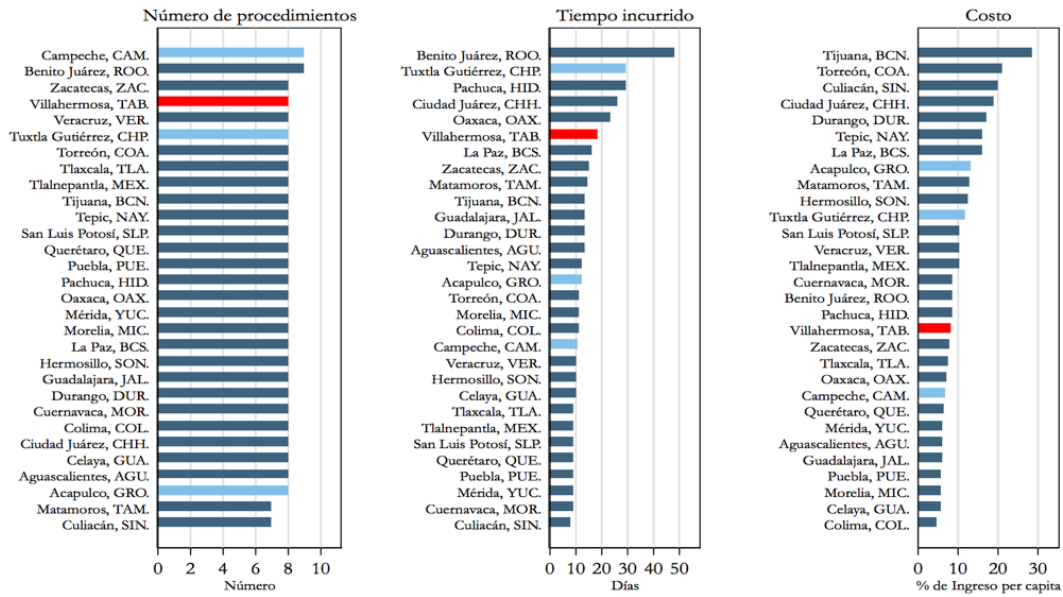 Número de procedimientos
Campeche, CAM.
Benito Juárez, ROO.
Zacatecas, ZAC.
Villahermosa, TAB.
Veracruz, VER.
Tuxtla Gutiérrez, CHP.
Torreón, COA.
Tlaxcala, TLA.
Tlalnepantla, MEX.
Tijuana, BCN.
Tepic, NAY.
San Luis Potosí, SLP.
Querétaro, QUE.
Puebla, PUE.
Pachuca, HID.
Oaxaca, OAX.
Mérida, YUC.
Morelia, MIC.
La Paz, BCS.
Hermosillo, SON.
Guadalajara, JAL.
Durango, DUR.
Cuernavaca, MOR.
Colima, COL.
Ciudad Juárez, CHH.
Celaya, GUA.
Aguascalientes, AGU.
Acapulco, GRO.
Matamoros, TAM.
Culiacán, SIN.
0 2 4 6 8 10
Número
Tiempo incurrido
Benito Juárez, ROO.
Tuxtla Gutiérrez, CHP.
Pachuca, HID.
Ciudad Juárez, CHH.
Oaxaca, OAX.
Villahermosa, TAB.
La Paz, BCS.
Zacatecas, ZAC.
Matamoros, TAM.
Tijuana, BCN.
Guadalajara, JAL.
Durango, DUR.
Aguascalientes, AGU.
Tepic, NAY.
Acapulco, GRO.
Torreón, COA.
Morelia, MIC.
Colima, COL.
Campeche, CAM.
Veracruz, VER.
Hermosillo, SON.
Celaya, GUA.
Tlaxcala, TLA.
Tlalnepantla, MEX.
San Luis Potosí, SLP.
Querétaro, QUE.
Puebla, PUE.
Mérida, YUC.
Cuernavaca, MOR.
Culiacán, SIN.
0 10 20 30 40 50
Días
Costo
Tijuana, BCN.
Torreón, COA.
Culiacán, SIN.
Ciudad Juárez, CHH.
Durango, DUR.
Tepic, NAY.
La Paz, BCS.
Acapulco, GRO.
Matamoros, TAM.
Hermosillo, SON.
Tuxtla Gutiérrez, CHP.
San Luis Potosí, SLP.
Veracruz, VER.
Tlalnepantla, MEX.
Cuernavaca, MOR.
Benito Juárez, ROO.
Pachuca, HID.
Villahermosa, TAB.
Zacatecas, ZAC.
Tlaxcala, TLA.
Oaxaca, OAX.
Campeche, CAM.
Querétaro, QUE.
Mérida, YUC.
Aguascalientes, AGU.
Guadalajara, JAL.
Puebla, PUE.
Morelia, MIC.
Celaya, GUA.
Colima, COL.
0 10 20 30
% de Ingreso per capita